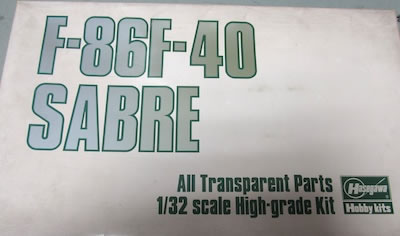 F-86F-40
SABRE
All Transparent Parts
1/32 scale High-grade Kit
Hasegawa
Hobby kits